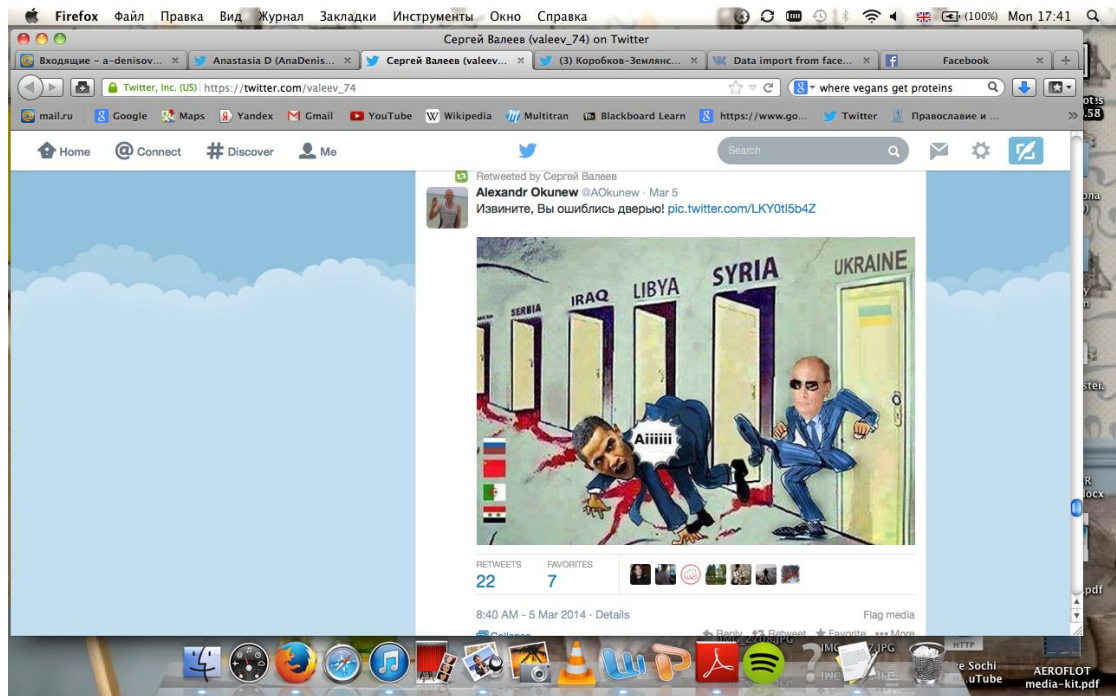 Firefox Файл Правка Вид Журнал Закладки Инструменты Окно Справка (100%) Mon 17:41
Сергей Валеев (valeev_74) on Twitter
Входящие – a-denisov... Anastasia D (AnaDenis... Сергей Валеев (valeev... (3) Коробков-Землянс... Data import from face... Facebook
Twitter, Inc. (US) https://twitter.com/valeev_74 where vegans get proteins
mail.ru Google Maps Yandex Gmail YouTube Wikipedia Multitran Blackboard Learn https://www.go... Twitter Православие и ...
Home Connect Discover Me Search
Retweeted by Сергей Валеев
Alexandr Okunew @AOkunew · Mar 5
Извините, Вы ошиблись дверью! pic.twitter.com/LKY0tI5b4Z
SERBIA IRAQ LIBYA SYRIA UKRAINE
Aiiiiii
RETWEETS FAVORITES
22 7
8:40 AM - 5 Mar 2014 · Details Flag media
Collapse Reply Retweet Favorite More
HTTP
AEROFLOT
media-kit.pdf